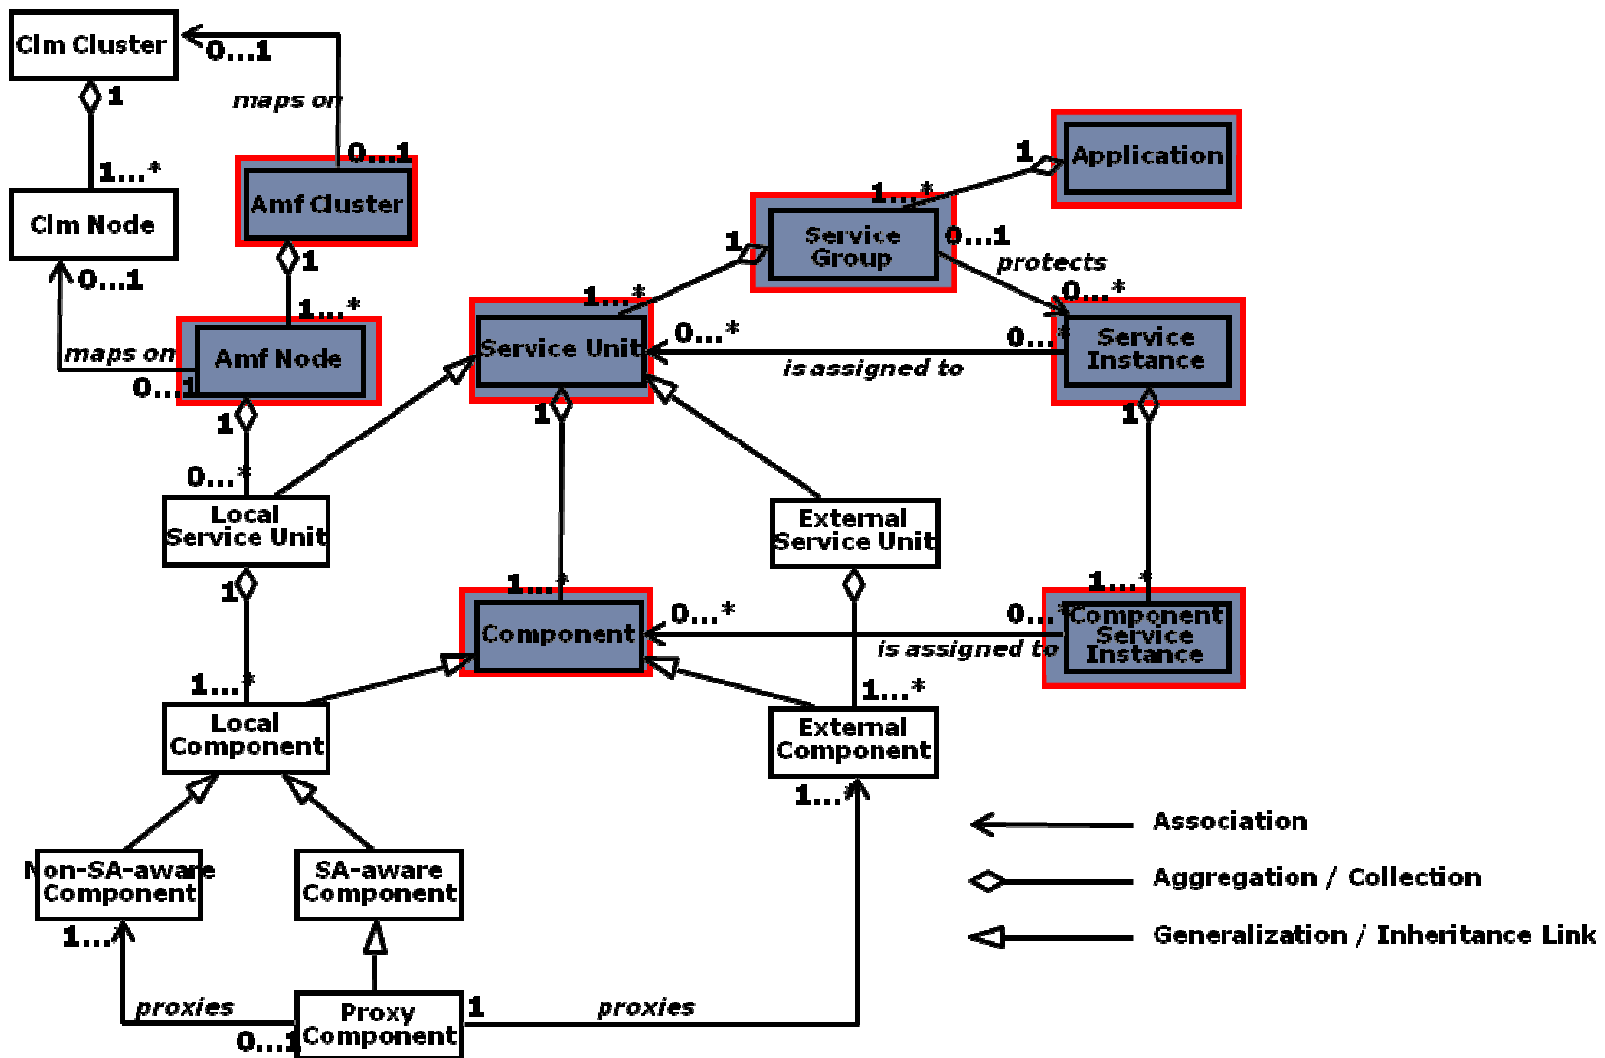 Clm Cluster
0...1
1
maps on
0...1
1
Application
1...*
1...*
Clm Node
Amf Cluster
Service
Group
1
0...1
protects
0...1
1
1...*
1...*
0...*
Service Unit
0...*
0...*
Service
Instance
maps on
Amf Node
is assigned to
0...1
1
1
1
0...*
Local
Service Unit
External
Service Unit
1
1...*
1...*
0...*
0...*
Component
Component
Service
Instance
is assigned to
1...*
1...*
Local
Component
External
Component
1...*
Association
Non-SA-aware
Component
SA-aware
Component
Aggregation / Collection
1...*
Generalization / Inheritance Link
proxies
Proxy
Component
1
proxies
0...1